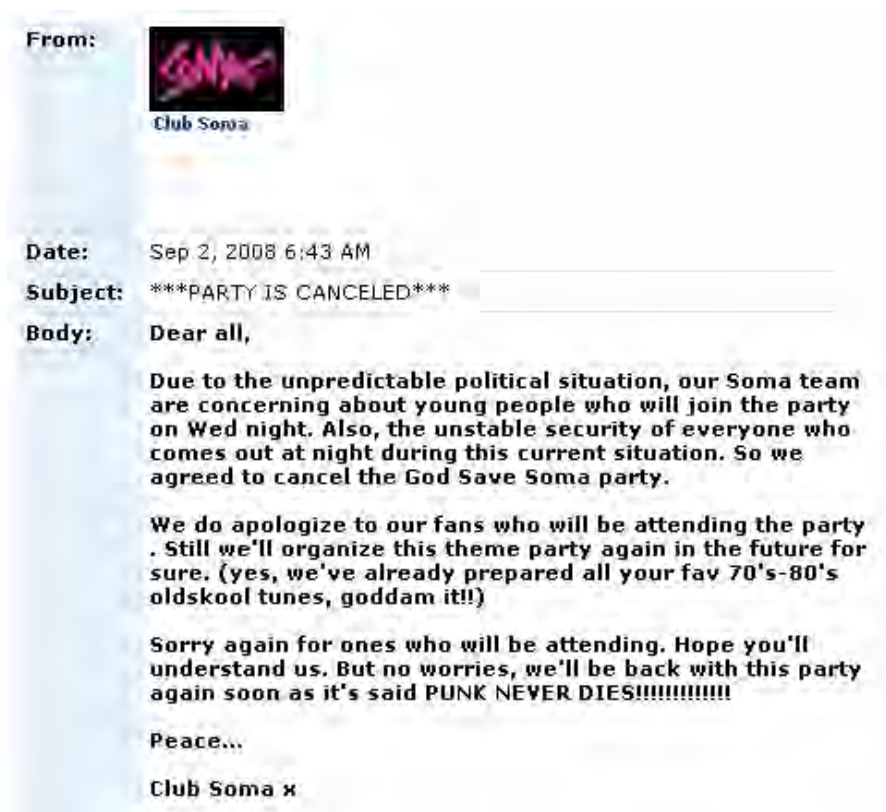 From:
SOMA
Club Soma
Date: Sep 2, 2008 6:43 AM
Subject: ***PARTY IS CANCELED***
Body: Dear all,
Due to the unpredictable political situation, our Soma team
are concerning about young people who will join the party
on Wed night. Also, the unstable security of everyone who
comes out at night during this current situation. So we
agreed to cancel the God Save Soma party.
We do apologize to our fans who will be attending the party
. Still we'll organize this theme party again in the future for
sure. (yes, we've already prepared all your fav 70's-80's
oldskool tunes, goddam it!!)
Sorry again for ones who will be attending. Hope you'll
understand us. But no worries, we'll be back with this party
again soon as it's said PUNK NEVER DIES!!!!!!!!!!!!!
Peace...
Club Soma x